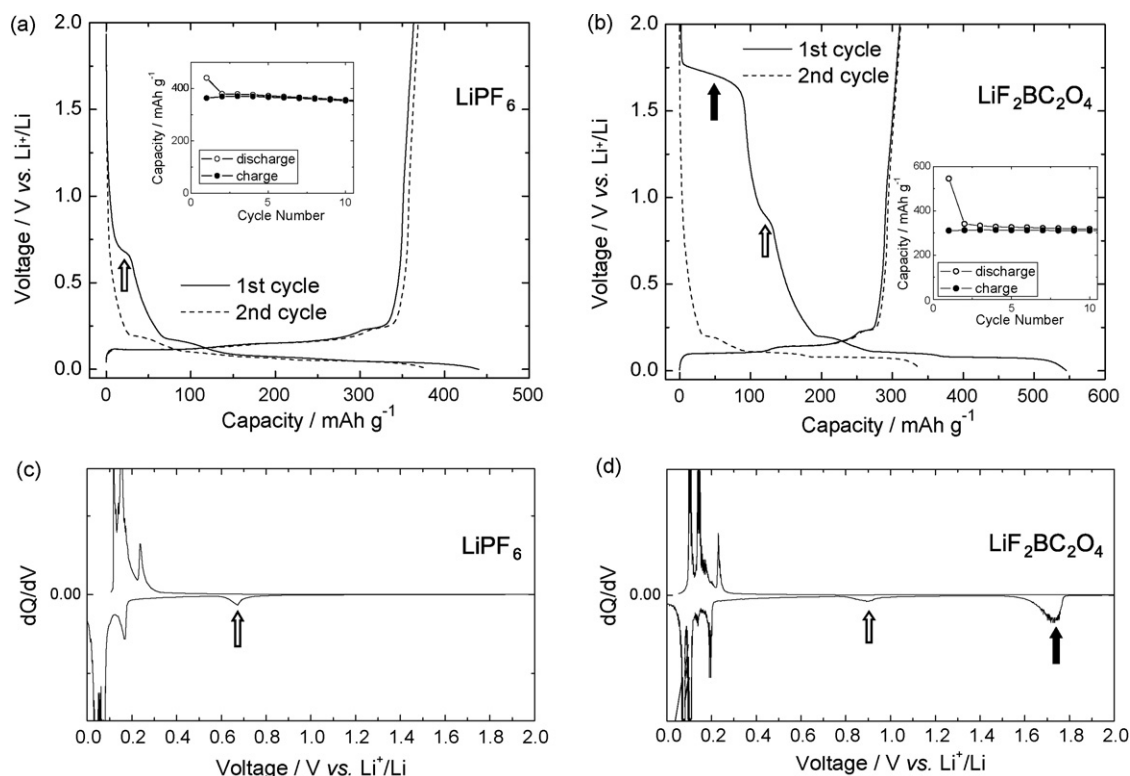 (a)
2.0
1.5
1.0
0.5
0.0
Voltage / V vs. Li+/Li
0 100 200 300 400 500
Capacity / mAh g-1
LiPF6
1st cycle
2nd cycle
400
200
0
Capacity / mAh g-1
discharge
charge
5 10
Cycle Number
(b)
2.0
1.5
1.0
0.5
0.0
Voltage / V vs. Li+/Li
0 100 200 300 400 500 600
Capacity / mAh g-1
1st cycle
2nd cycle
LiF2BC2O4
600
400
200
0
Capacity / mAh g-1
discharge
charge
5 10
Cycle Number
(c)
LiPF6
0.00
dQ/dV
0.0 0.2 0.4 0.6 0.8 1.0 1.2 1.4 1.6 1.8 2.0
Voltage / V vs. Li+/Li
(d)
LiF2BC2O4
0.00
dQ/dV
0.0 0.2 0.4 0.6 0.8 1.0 1.2 1.4 1.6 1.8 2.0
Voltage / V vs. Li+/Li